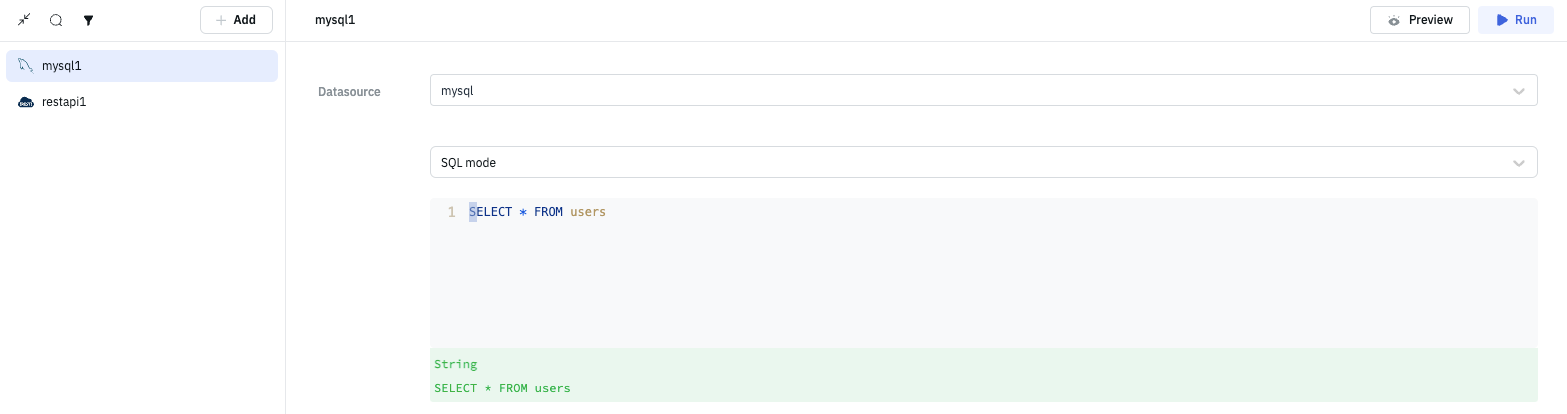 Add
mysql1
Preview
Run
mysql1
restapi1
Datasource
mysql
SQL mode
1 SELECT * FROM users
String
SELECT * FROM users